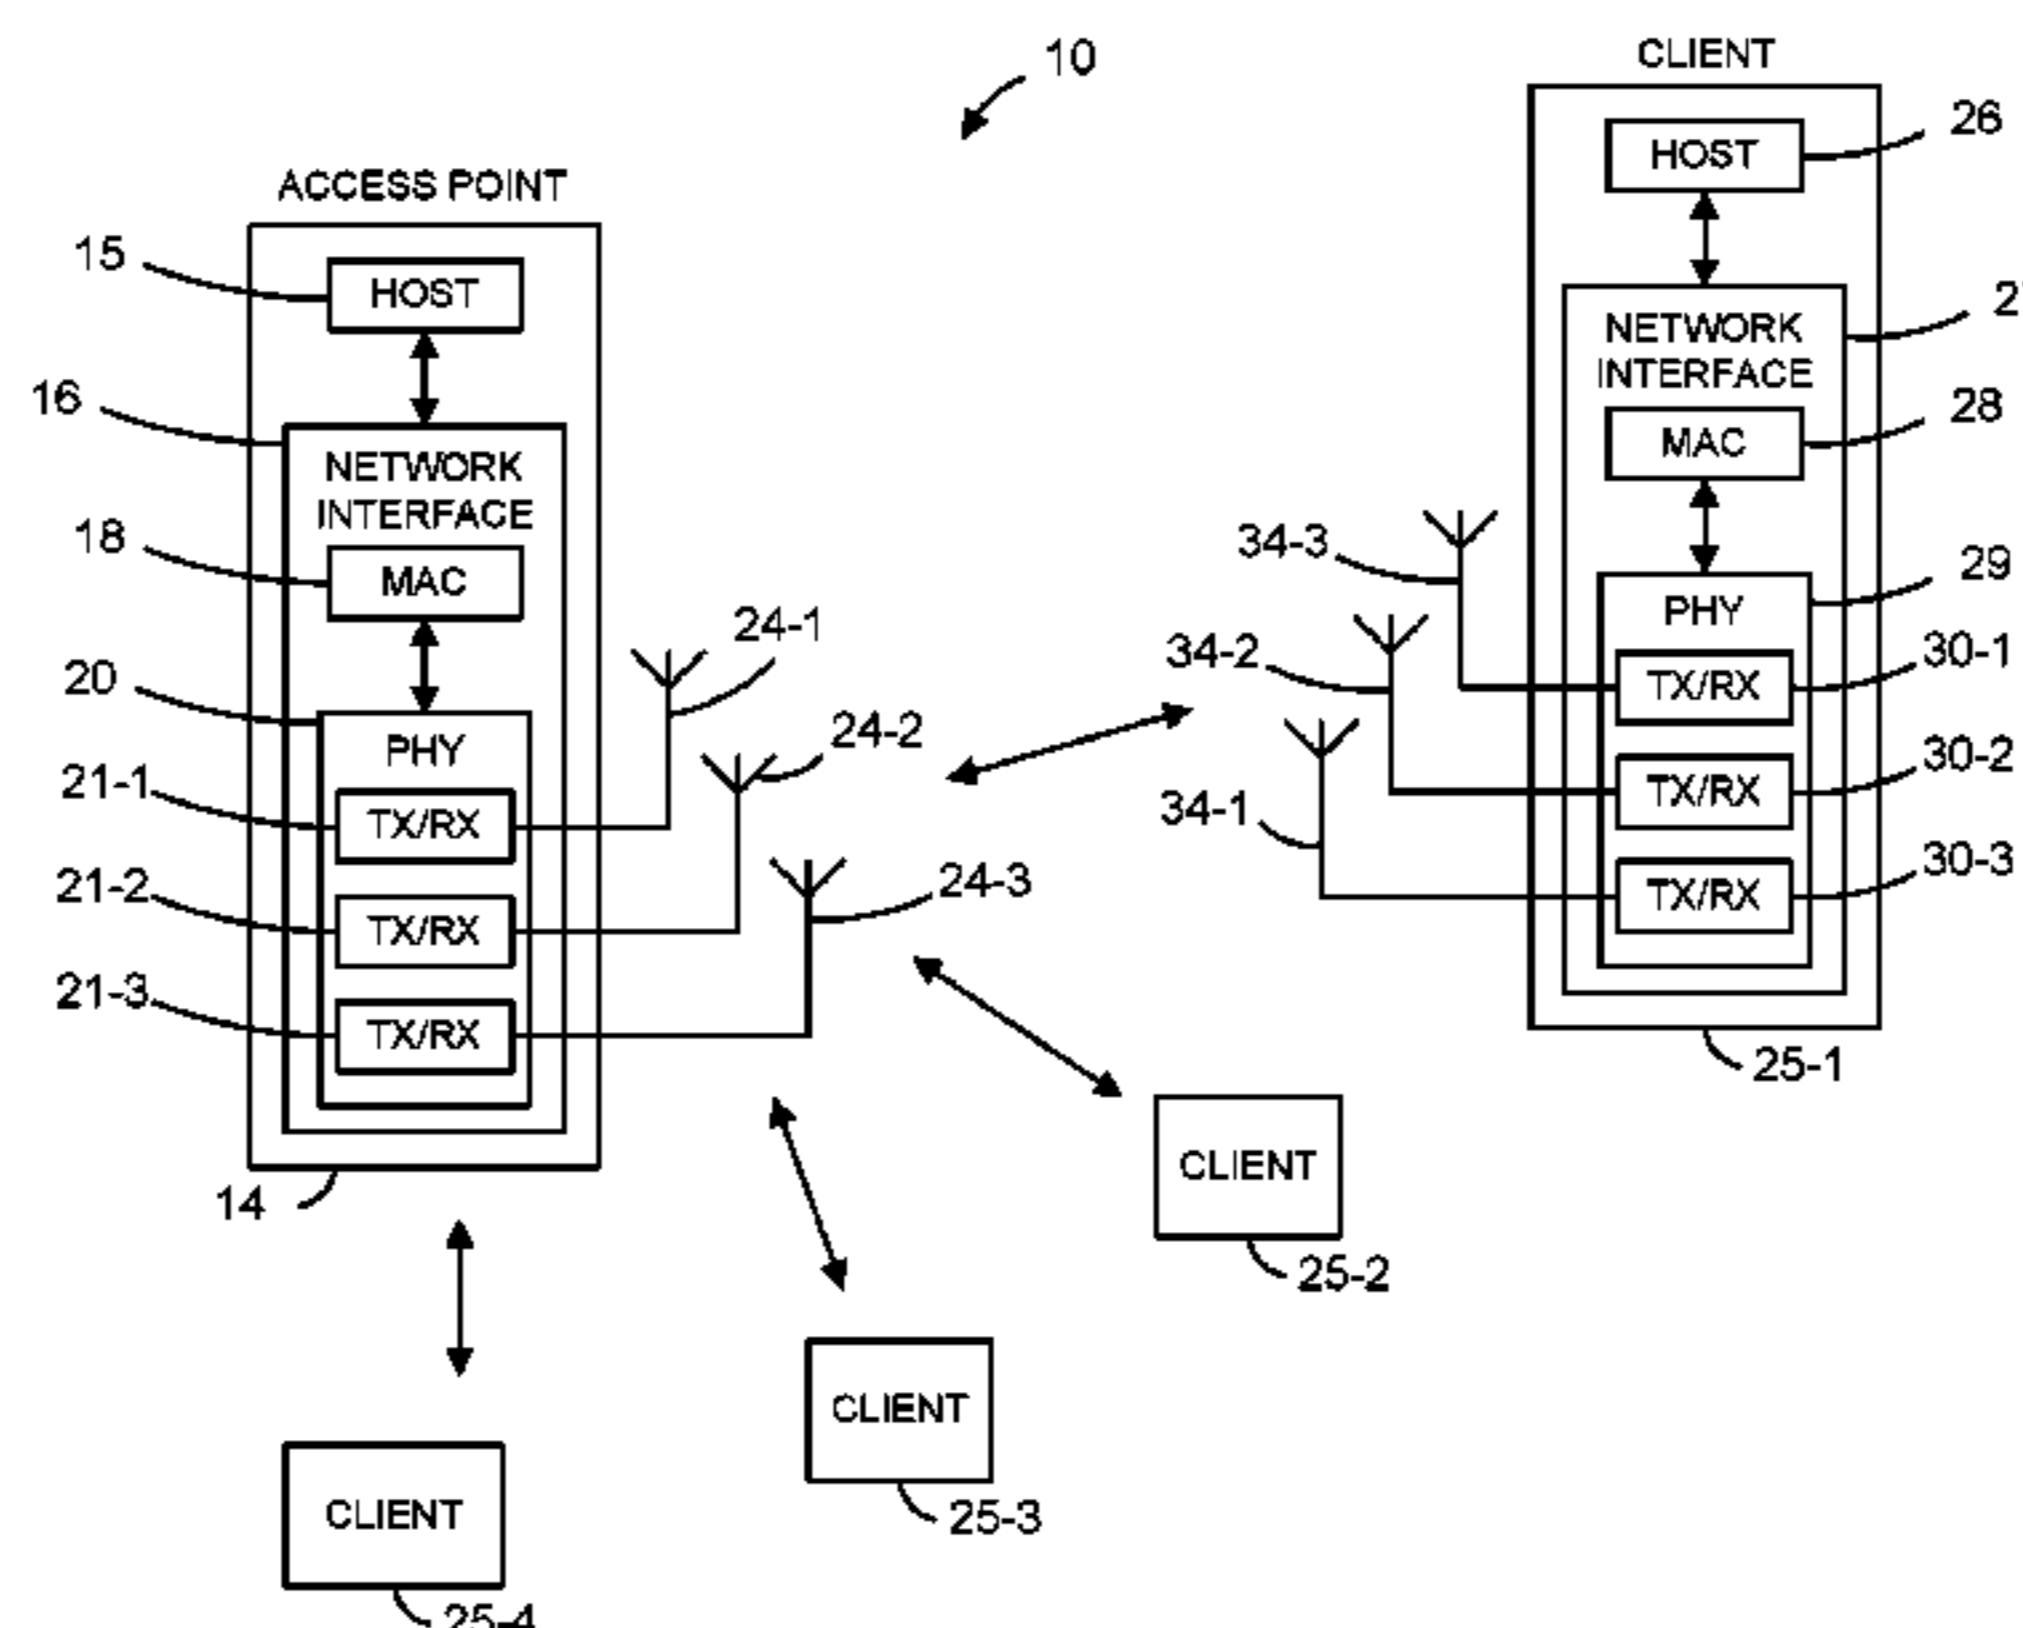 10
CLIENT
HOST
26
ACCESS POINT
15
HOST
NETWORK
INTERFACE
16
MAC
28
NETWORK
INTERFACE
18
MAC
34-3
29
PHY
24-1
34-2
TX/RX
30-1
20
PHY
24-2
21-1
TX/RX
34-1
TX/RX
30-2
21-2
TX/RX
24-3
TX/RX
30-3
21-3
TX/RX
25-1
14
CLIENT
25-2
CLIENT
25-3
CLIENT
25-4